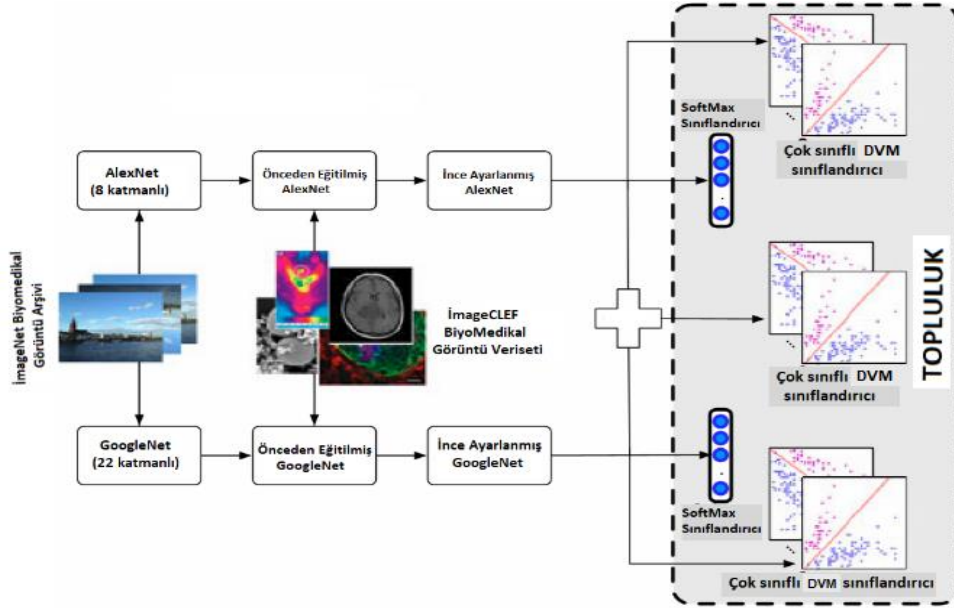 SoftMax
Sınıflandırıcı
Çok sınıflı DVM
sınıflandırıcı
AlexNet
(8 katmanlı)
Önceden Eğitilmiş
AlexNet
İnce Ayarlanmış
AlexNet
İmageNet Biyomedikal
Görüntü Arşivi
İmageCLEF
BiyoMedikal
Görüntü Veriseti
TOPLULUK
Çok sınıflı DVM
sınıflandırıcı
GoogleNet
(22 katmanlı)
Önceden Eğitilmiş
GoogleNet
İnce Ayarlanmış
GoogleNet
SoftMax
Sınıflandırıcı
Çok sınıflı DVM sınıflandırıcı